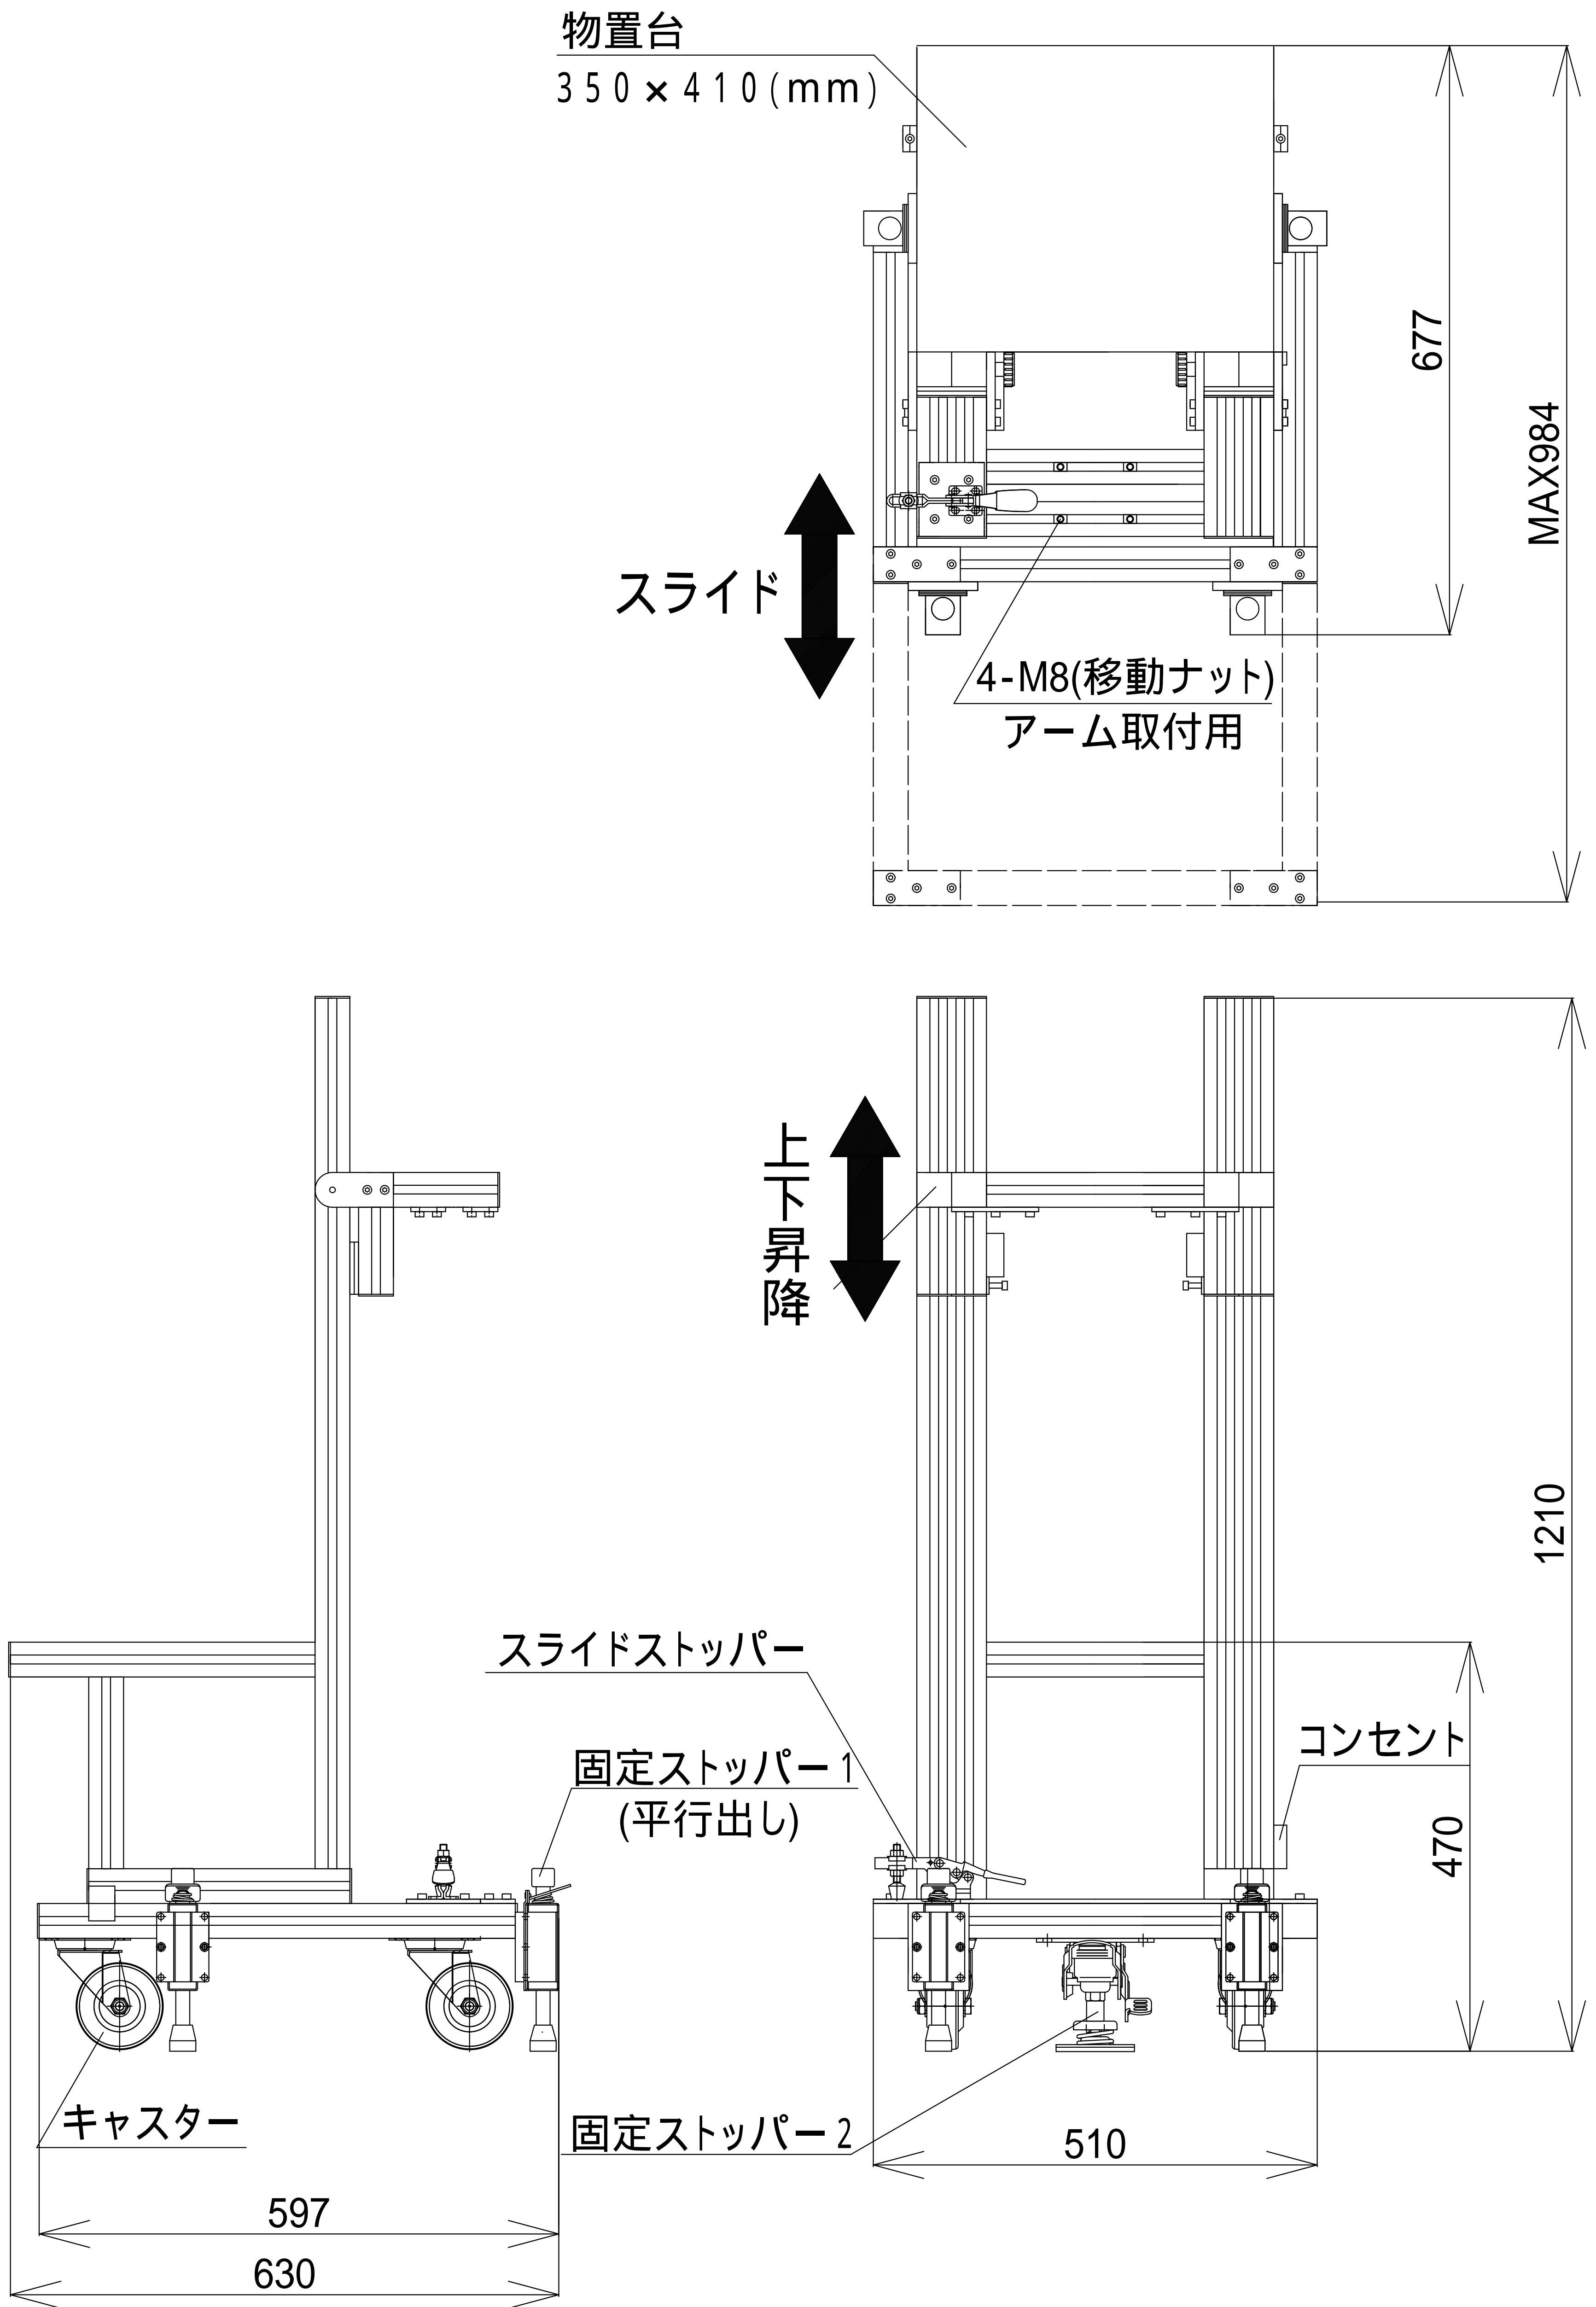 物置台
350×410(mm)
677
MAX984
スライド
4-M8(移動ナット)
アーム取付用
上下昇降
1210
スライドストッパー
固定ストッパー1
(平行出し)
コンセント
470
キャスター
固定ストッパー2
510
597
630